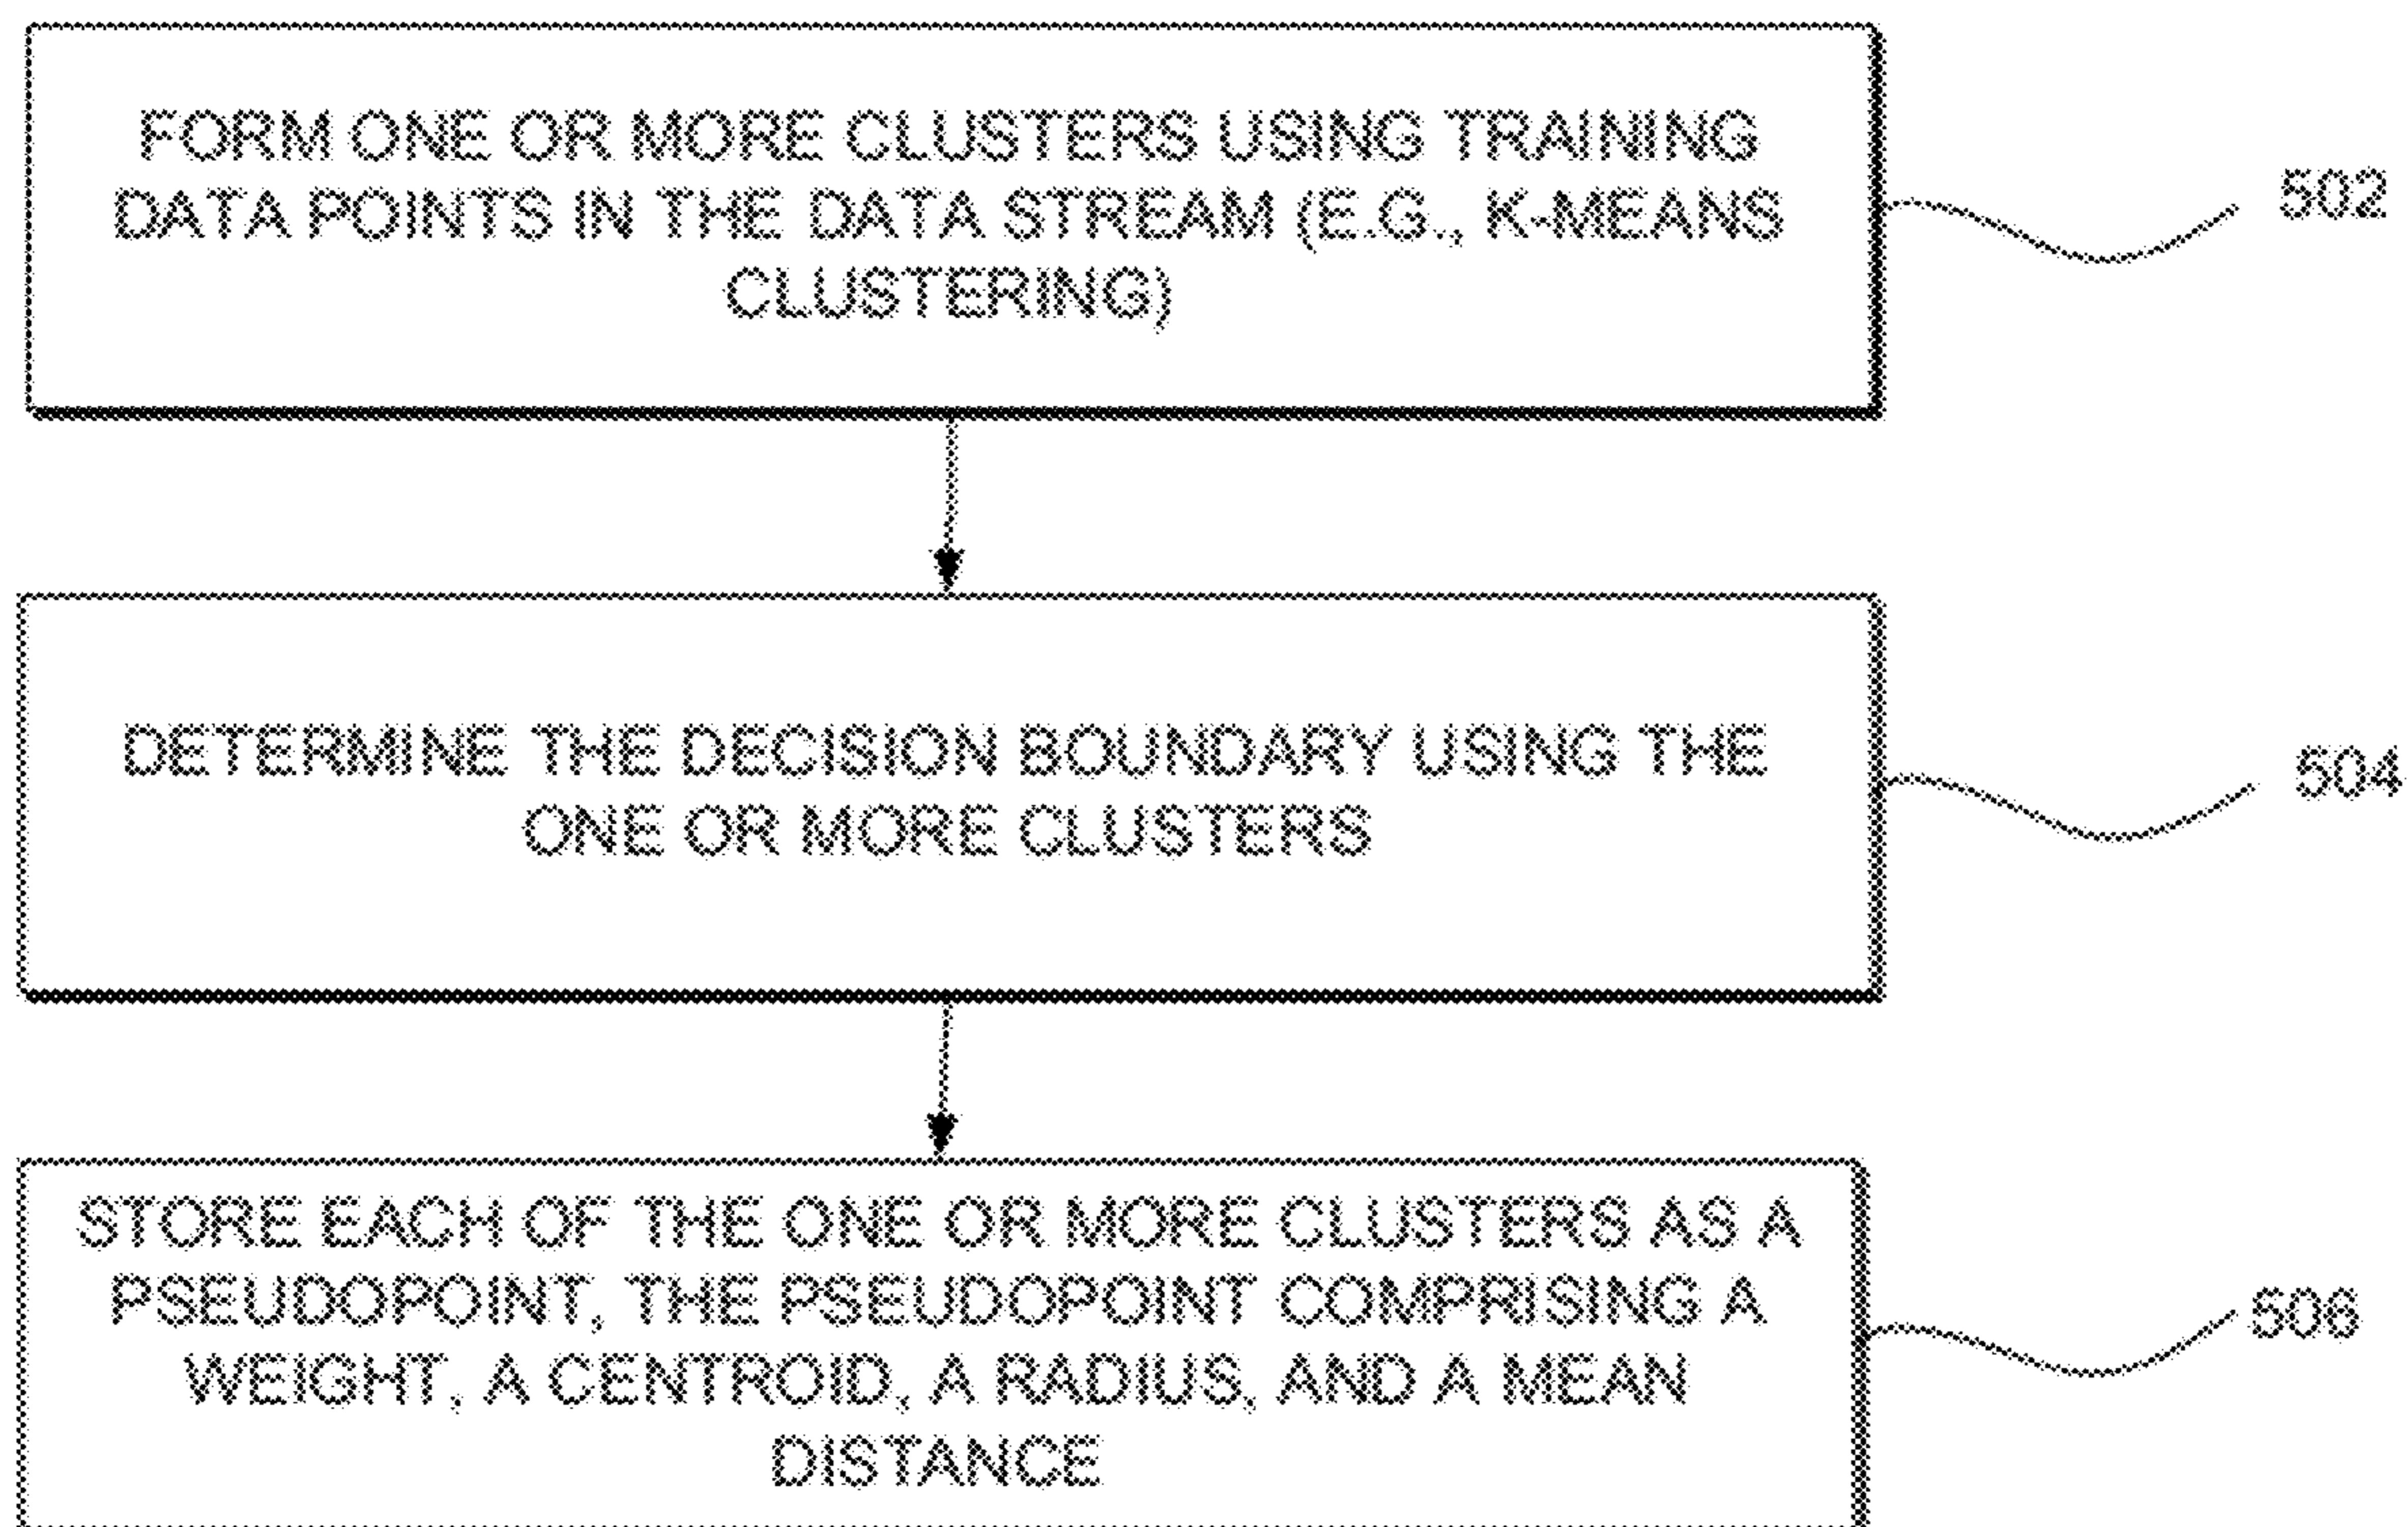 FORM ONE OR MORE CLUSTERS USING TRAINING
DATA POINTS IN THE DATA STREAM (E.G., K-MEANS
CLUSTERING)
502
DETERMINE THE DECISION BOUNDARY USING THE
ONE OR MORE CLUSTERS
504
STORE EACH OF THE ONE OR MORE CLUSTERS AS A
PSEUDOPOINT, THE PSEUDOPOINT COMPRISING A
WEIGHT, A CENTROID, A RADIUS, AND A MEAN
DISTANCE
506